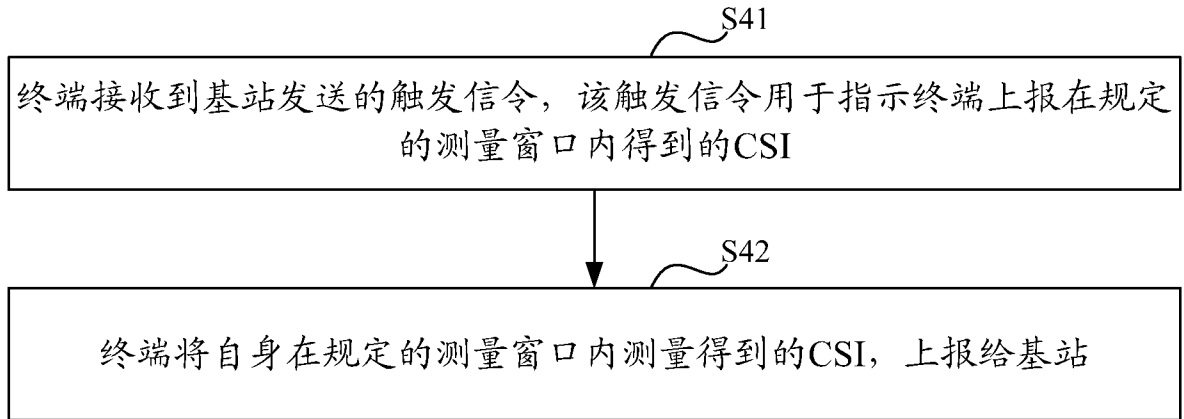 S41
终端接收到基站发送的触发信令，该触发信令用于指示终端上报在规定
的测量窗口内得到的CSI
S42
终端将自身在规定的测量窗口内测量得到的CSI，上报给基站